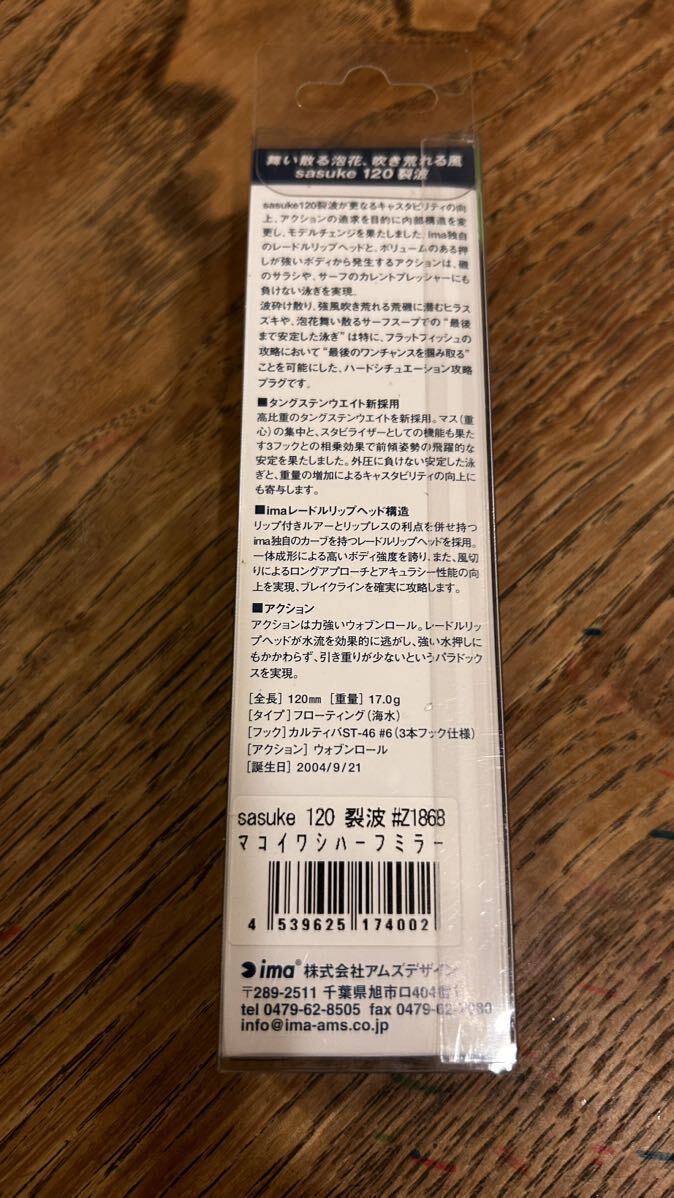 舞い散る泡花、吹き荒れる風
sasuke 120 裂波
sasuke120裂波が更なるキャスタビリティの向
上、アクションの追求を目的に内部構造を変
更し、モデルチェンジを果たしました。ima独自
のレードルリップヘッドと、ボリュームのある押
しが強いボディから発生するアクションは、磯
のサラシや、サーフのカレントプレッシャーにも
負けない泳ぎを実現。
波砕け散り、強風吹き荒れる荒磯に潜むヒラス
ズキや、泡花舞い散るサーフスープでの“最後
まで安定した泳ぎ”は特に、フラットフィッシュの
攻略において“最後のワンチャンスを掴み取る”
ことを可能にした、ハードシチュエーション攻略
プラグです。
■タングステンウエイト新採用
高比重のタングステンウエイトを新採用。マス(重
心)の集中と、スタビライザーとしての機能も果た
す3フックとの相乗効果で前傾姿勢の飛躍的な
安定を果たしました。外圧に負けない安定した泳
ぎと、重量の増加によるキャスタビリティの向上に
も寄与します。
■imaレードルリップヘッド構造
リップ付きルアーとリップレスの利点を併せ持つ
ima独自のカーブを持つレードルリップヘッドを採用。
一体成形による高いボディ強度を誇り、また、風切
りによるロングアプローチとアキュラシー性能の向
上を実現、ブレイクラインを確実に攻略します。
■アクション
アクションは力強いウォブンロール。レードルリッ
プヘッドが水流を効果的に逃がし、強い水押しに
もかかわらず、引き重りが少ないというパラドック
スを実現。
[全長] 120mm [重量] 17.0g
[タイプ] フローティング(海水)
[フック] カルティバST-46 #6(3本フック仕様)
[アクション] ウォブンロール
[誕生日] 2004/9/21
sasuke 120 裂波 #Z1868
マコイワシハーフミラー
4 539625 174002
ima® 株式会社アムズデザイン
〒289-2511 千葉県旭市ロ404番1
tel 0479-62-8505 fax 0479-62-
info@ima-ams.co.jp